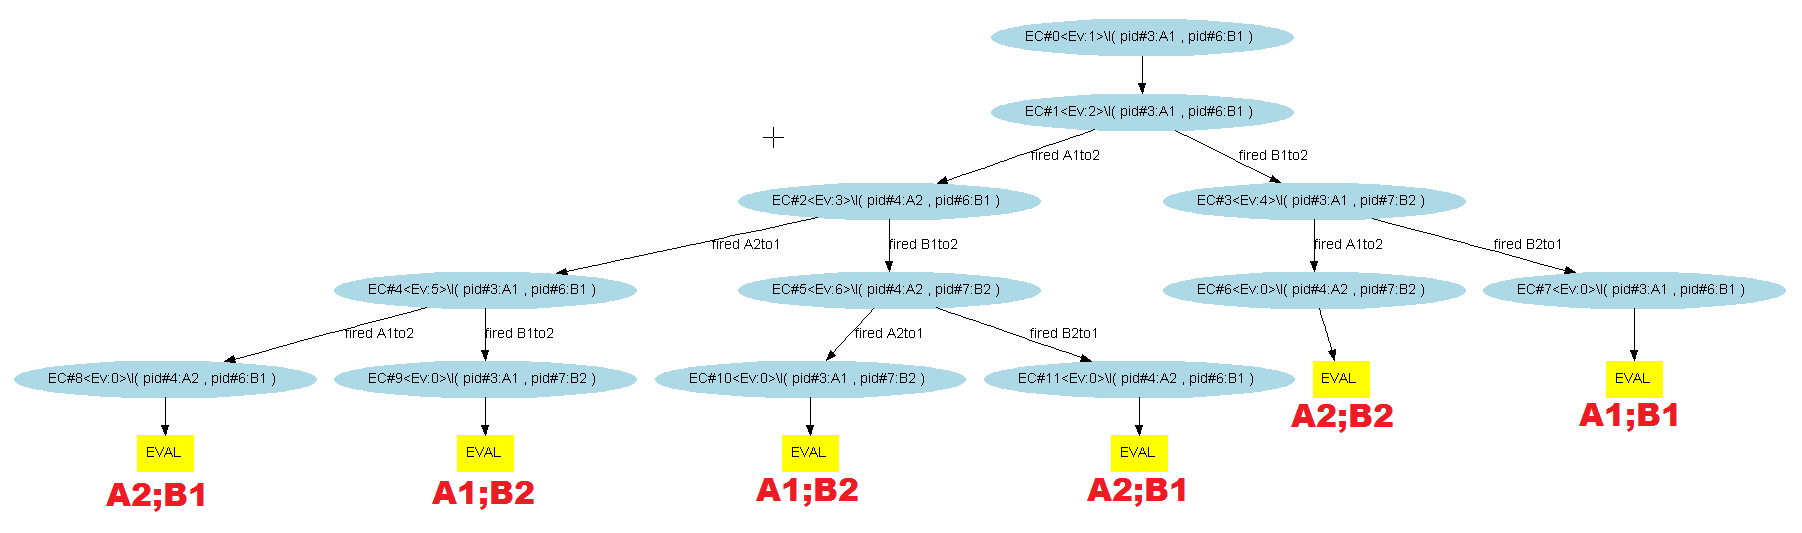 EC#0<Ev:1>\I( pid#3:A1 , pid#6:B1 )
EC#1<Ev:2>\I( pid#3:A1 , pid#6:B1 )
fired A1to2
fired B1to2
EC#2<Ev:3>\I( pid#4:A2 , pid#6:B1 )
EC#3<Ev:4>\I( pid#3:A1 , pid#7:B2 )
fired A2to1
fired B1to2
fired A1to2
fired B2to1
EC#4<Ev:5>\I( pid#3:A1 , pid#6:B1 )
EC#5<Ev:6>\I( pid#4:A2 , pid#7:B2 )
EC#6<Ev:0>\I( pid#4:A2 , pid#7:B2 )
EC#7<Ev:0>\I( pid#3:A1 , pid#6:B1 )
fired A1to2
fired B1to2
fired A2to1
fired B2to1
EC#8<Ev:0>\I( pid#4:A2 , pid#6:B1 )
EC#9<Ev:0>\I( pid#3:A1 , pid#7:B2 )
EC#10<Ev:0>\I( pid#3:A1 , pid#7:B2 )
EC#11<Ev:0>\I( pid#4:A2 , pid#6:B1 )
EVAL
EVAL
A2;B2
A1;B1
EVAL
EVAL
EVAL
EVAL
A2;B1
A1;B2
A1;B2
A2;B1